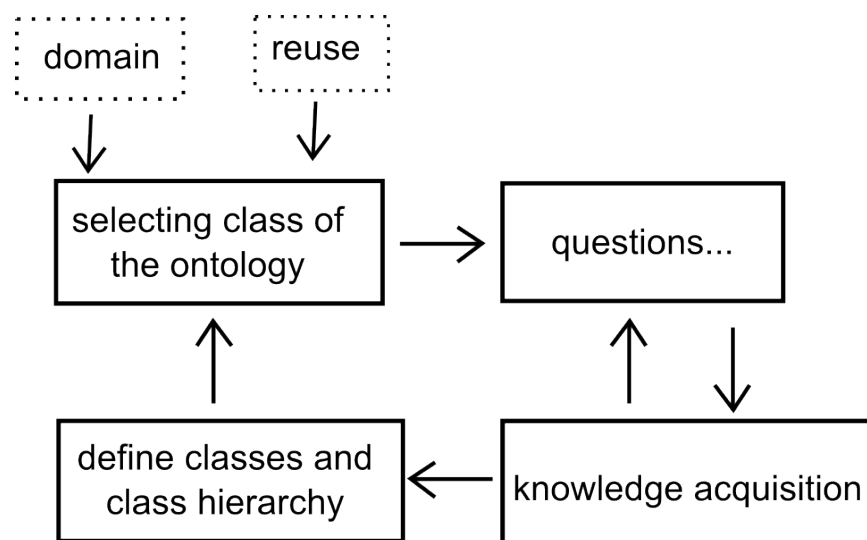 domain
reuse
selecting class of
the ontology
questions...
define classes and
class hierarchy
knowledge acquisition